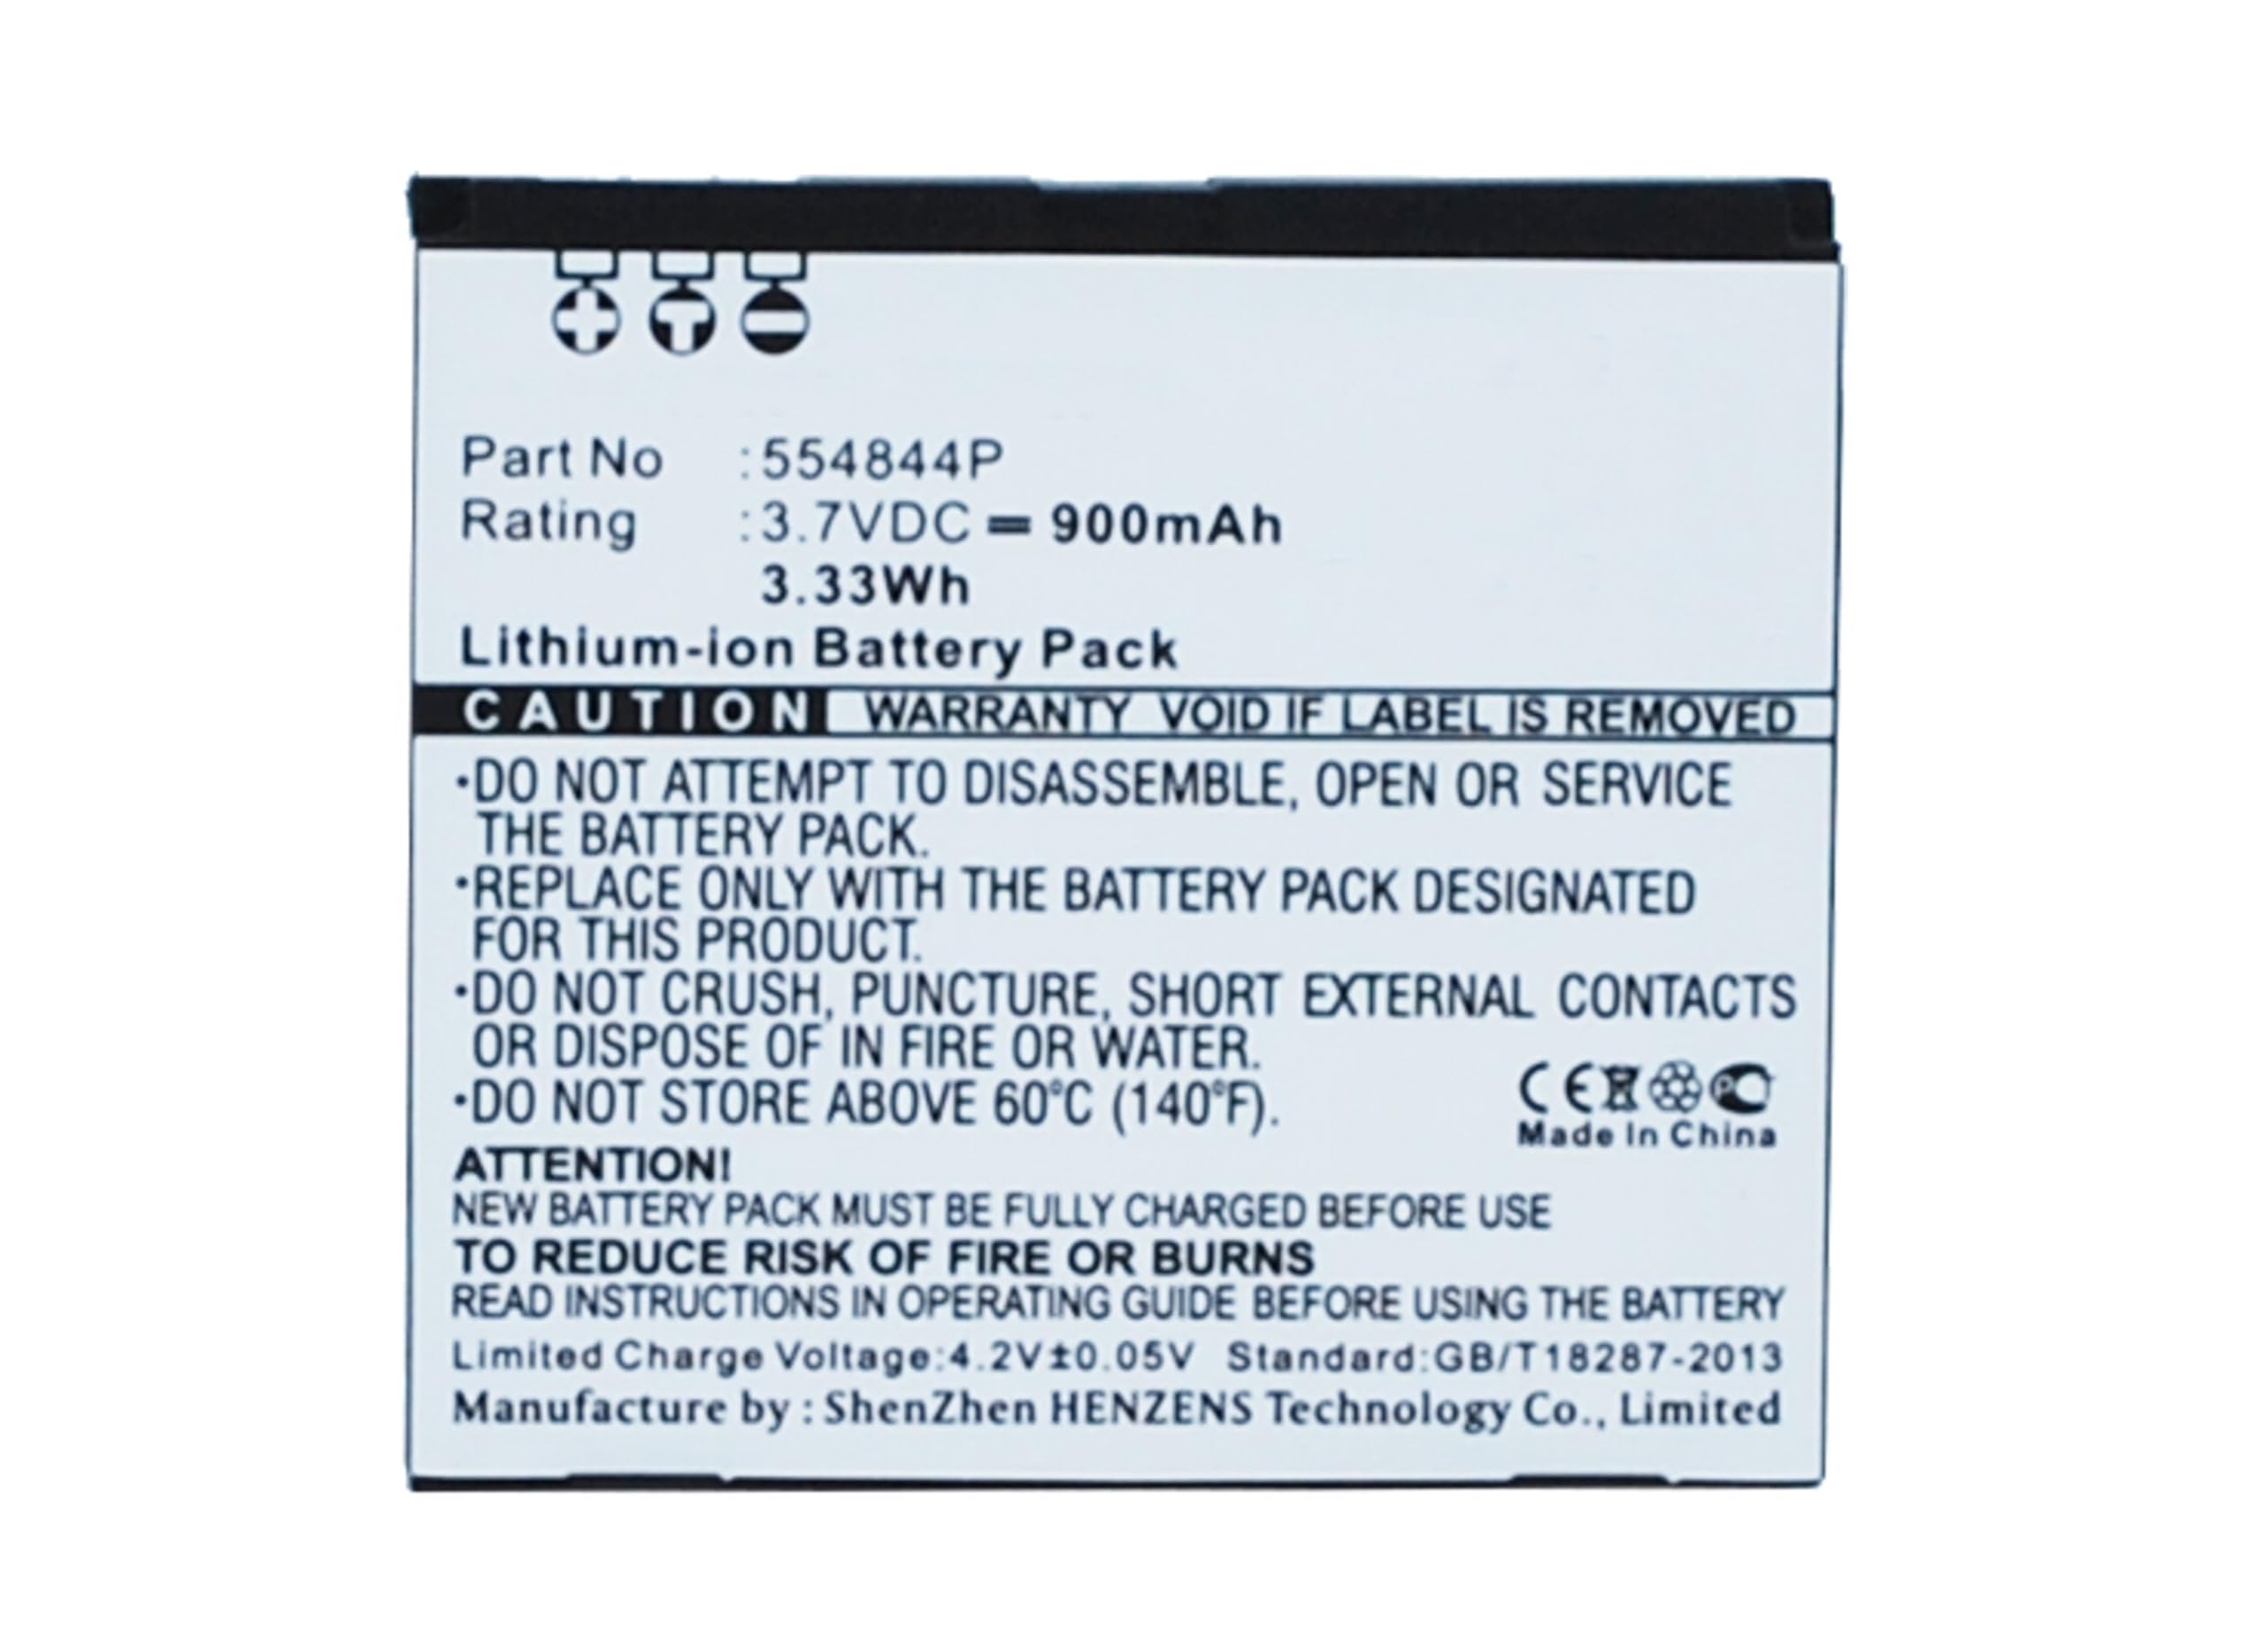 Part No :554844P
Rating :3.7VDC = 900mAh
3.33Wh
Lithium-ion Battery Pack
CAUTION WARRANTY VOID IF LABEL IS REMOVED
·DO NOT ATTEMPT TO DISASSEMBLE, OPEN OR SERVICE
THE BATTERY PACK.
·REPLACE ONLY WITH THE BATTERY PACK DESIGNATED
FOR THIS PRODUCT.
·DO NOT CRUSH, PUNCTURE, SHORT EXTERNAL CONTACTS
OR DISPOSE OF IN FIRE OR WATER.
·DO NOT STORE ABOVE 60°C (140°F).
CE
Made In China
ATTENTION!
NEW BATTERY PACK MUST BE FULLY CHARGED BEFORE USE
TO REDUCE RISK OF FIRE OR BURNS
READ INSTRUCTIONS IN OPERATING GUIDE BEFORE USING THE BATTERY
Limited Charge Voltage:4.2V±0.05V Standard:GB/T18287-2013
Manufacture by : ShenZhen HENZENS Technology Co., Limited